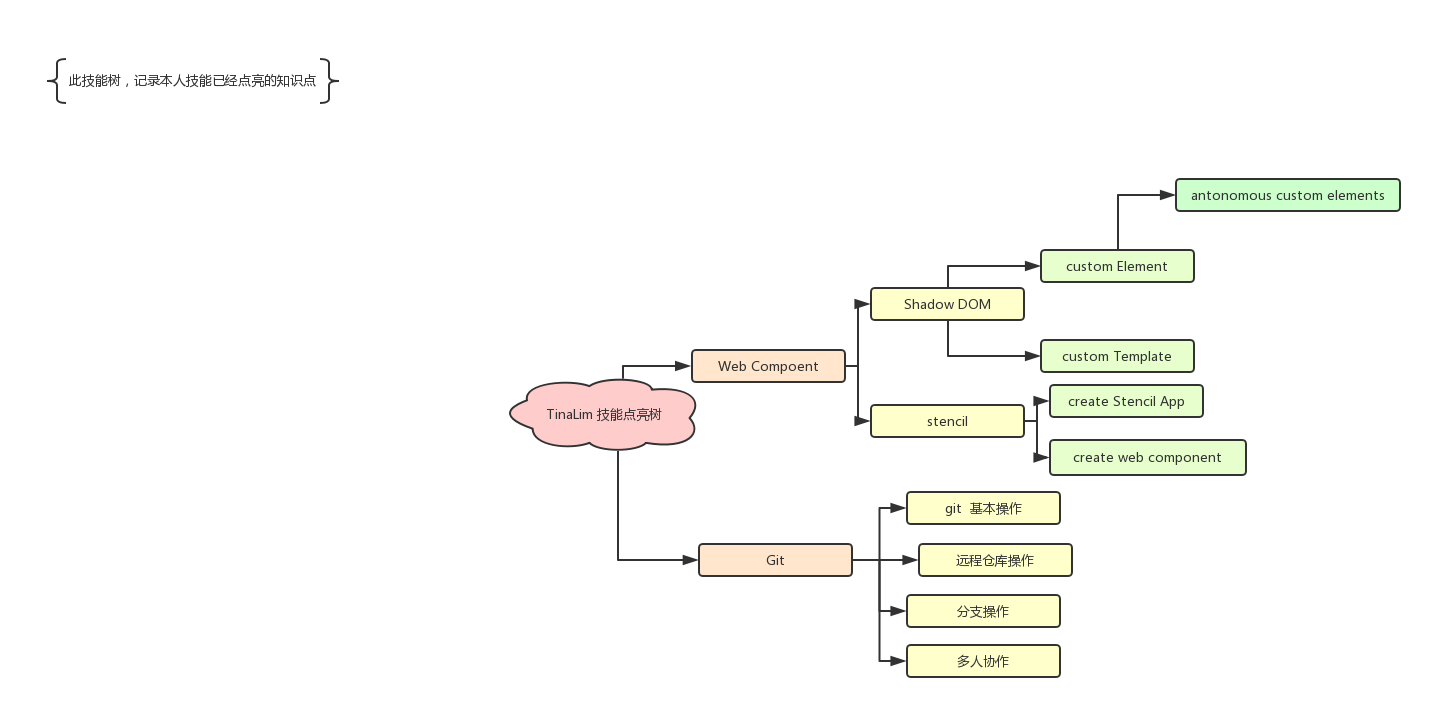 此技能树，记录本人技能已经点亮的知识点
antonomous custom elements
custom Element
Shadow DOM
custom Template
Web Compoent
create Stencil App
TinaLim 技能点亮树
stencil
create web component
git  基本操作
Git
远程仓库操作
分支操作
多人协作